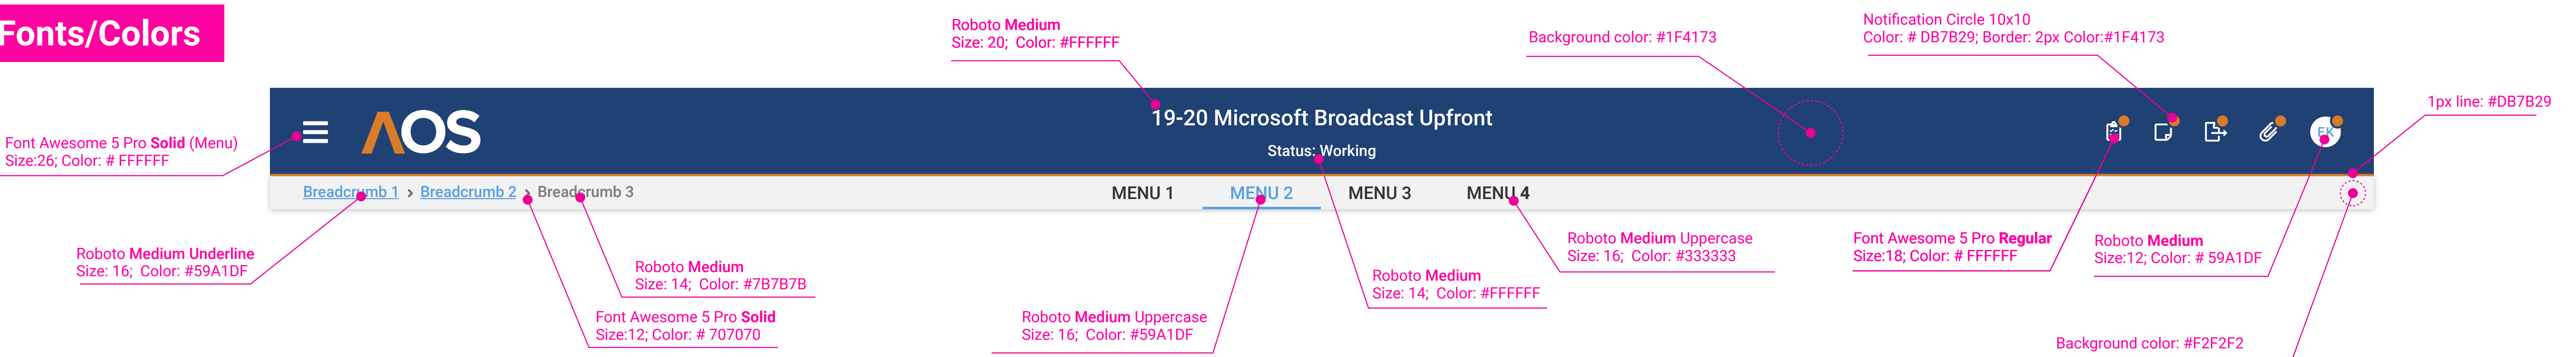 Fonts/Colors
Roboto Medium
Size: 20; Color: #FFFFFF
Background color: #1F4173
Notification Circle 10x10
Color: # DB7B29; Border: 2px Color:#1F4173
1px line: #DB7B29
Font Awesome 5 Pro Solid (Menu)
Size:26; Color: # FFFFFF
AOS
19-20 Microsoft Broadcast Upfront
Status: Working
EK
Breadcrumb 1 > Breadcrumb 2 > Breadcrumb 3
MENU 1 MENU 2 MENU 3 MENU 4
Roboto Medium Underline
Size: 16; Color: #59A1DF
Roboto Medium
Size: 14; Color: #7B7B7B
Font Awesome 5 Pro Solid
Size:12; Color: # 707070
Roboto Medium Uppercase
Size: 16; Color: #59A1DF
Roboto Medium
Size: 14; Color: #FFFFFF
Roboto Medium Uppercase
Size: 16; Color: #333333
Font Awesome 5 Pro Regular
Size:18; Color: # FFFFFF
Roboto Medium
Size:12; Color: # 59A1DF
Background color: #F2F2F2